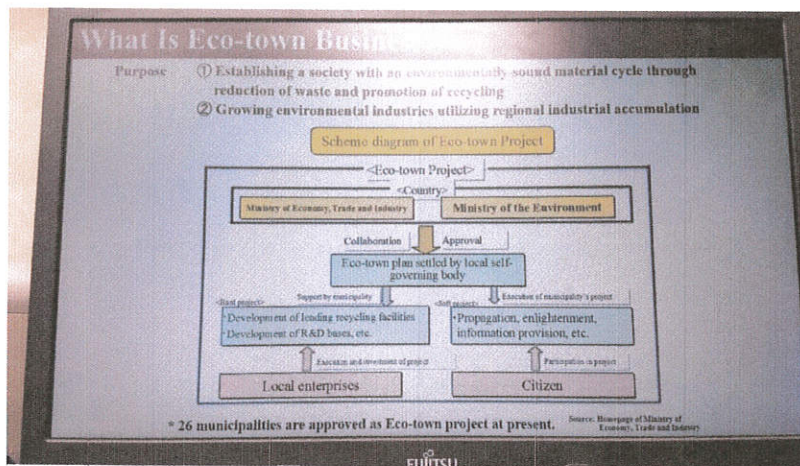 What Is Eco-town Busin
Purpose ① Establishing a society with an environmentally sound material cycle through
reduction of waste and promotion of recycling
② Growing environmental industries utilizing regional industrial accumulation
Scheme diagram of Eco-town Project
<Eco-town Project>
<Country>
Ministry of Economy, Trade and Industry
Ministry of the Environment
Collaboration
Approval
Eco-town plan settled by local self-
governing body
Support by municipality
Execution of municipality's project
<Hard project>
<Soft project>
・Development of leading recycling facilities
・Development of R&D bases, etc.
・Propagation, enlightenment,
information provision, etc.
Execution and investment of project
Participation in project
Local enterprises
Citizen
* 26 municipalities are approved as Eco-town project at present.
Source: Homepage of Ministry of
Economy, Trade and Industry
FUJITSU